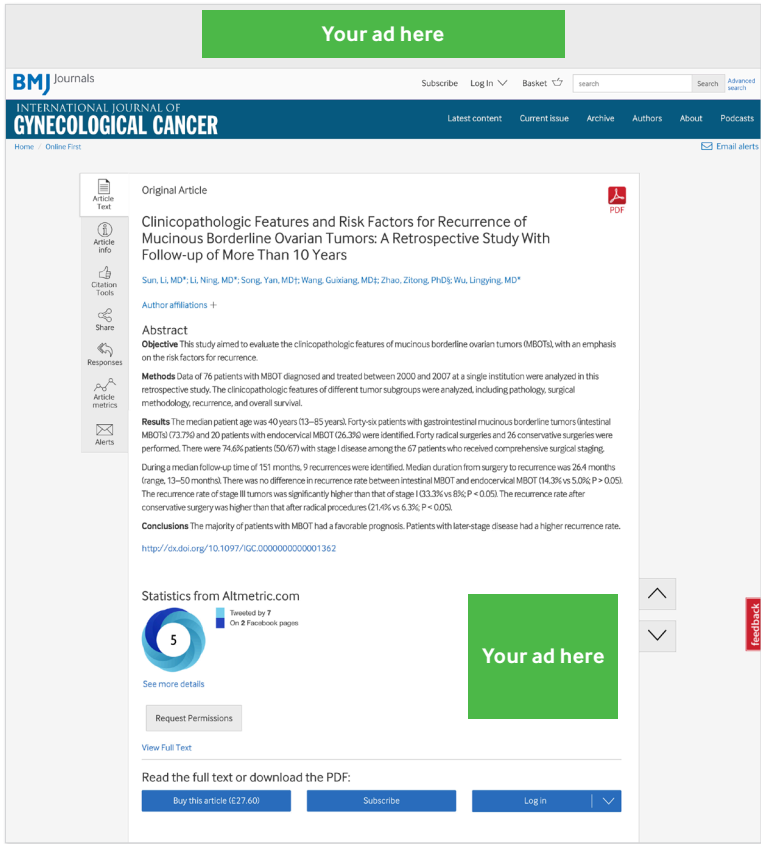 Your ad here
BMJ Journals
Subscribe Log In Basket search Search Advanced search
INTERNATIONAL JOURNAL OF
GYNECOLOGICAL CANCER
Latest content Current issue Archive Authors About Podcasts
Home / Online First
Email alerts
Article Text
Article info
Citation Tools
Share
Responses
Article metrics
Alerts
Original Article
PDF
Clinicopathologic Features and Risk Factors for Recurrence of
Mucinous Borderline Ovarian Tumors: A Retrospective Study With
Follow-up of More Than 10 Years
Sun, Li, MD*; Li, Ning, MD*; Song, Yan, MD†; Wang, Guixiang, MD‡; Zhao, Zitong, PhD§; Wu, Lingying, MD*
Author affiliations +
Abstract
Objective This study aimed to evaluate the clinicopathologic features of mucinous borderline ovarian tumors (MBOTs), with an emphasis
on the risk factors for recurrence.
Methods Data of 76 patients with MBOT diagnosed and treated between 2000 and 2007 at a single institution were analyzed in this
retrospective study. The clinicopathologic features of different tumor subgroups were analyzed, including pathology, surgical
methodology, recurrence, and overall survival.
Results The median patient age was 40 years (13–85 years). Forty-six patients with gastrointestinal mucinous borderline tumors (intestinal
MBOTs) (73.7%) and 20 patients with endocervical MBOT (26.3%) were identified. Forty radical surgeries and 26 conservative surgeries were
performed. There were 74.6% patients (50/67) with stage I disease among the 67 patients who received comprehensive surgical staging.
During a median follow-up time of 151 months, 9 recurrences were identified. Median duration from surgery to recurrence was 26.4 months
(range, 13–50 months). There was no difference in recurrence rate between intestinal MBOT and endocervical MBOT (14.3% vs 5.0%; P > 0.05).
The recurrence rate of stage III tumors was significantly higher than that of stage I (33.3% vs 8%; P < 0.05). The recurrence rate after
conservative surgery was higher than that after radical procedures (21.4% vs 6.3%; P < 0.05).
Conclusions The majority of patients with MBOT had a favorable prognosis. Patients with later-stage disease had a higher recurrence rate.
http://dx.doi.org/10.1097/IGC.0000000000001362
Statistics from Altmetric.com
5
Tweeted by 7
On 2 Facebook pages
See more details
Your ad here
feedback
Request Permissions
View Full Text
Read the full text or download the PDF:
Buy this article (£27.60)
Subscribe
Log in